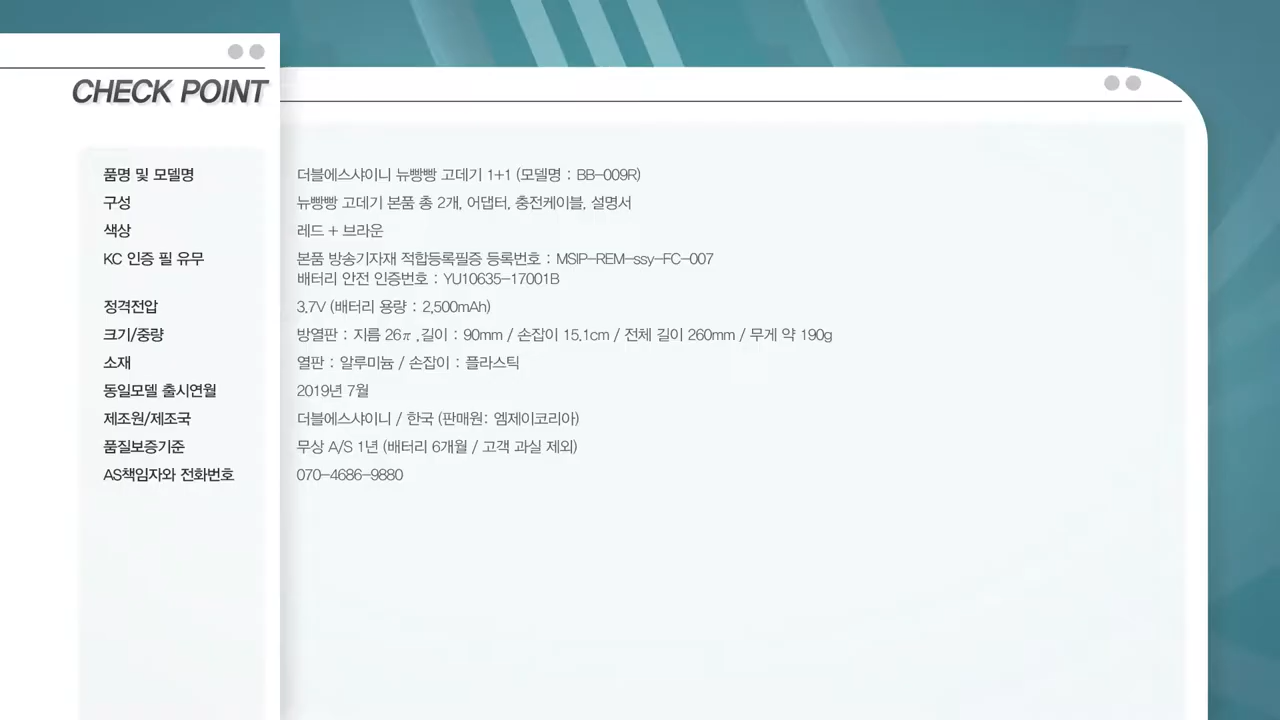 CHECK POINT
품명 및 모델명 더블에스샤이니 뉴빵빵 고데기 1+1 (모델명 : BB-009R)
구성 뉴빵빵 고데기 본품 총 2개, 어댑터, 충전케이블, 설명서
색상 레드 + 브라운
KC 인증 필 유무 본품 방송기자재 적합등록필증 등록번호 : MSIP-REM-ssy-FC-007
배터리 안전 인증번호 : YU10635-17001B
정격전압 3.7V (배터리 용량 : 2,500mAh)
크기/중량 방열판 : 지름 26π ,길이 : 90mm / 손잡이 15.1cm / 전체 길이 260mm / 무게 약 190g
소재 열판 : 알루미늄 / 손잡이 : 플라스틱
동일모델 출시연월 2019년 7월
제조원/제조국 더블에스샤이니 / 한국 (판매원: 엠제이코리아)
품질보증기준 무상 A/S 1년 (배터리 6개월 / 고객 과실 제외)
AS책임자와 전화번호 070-4686-9880